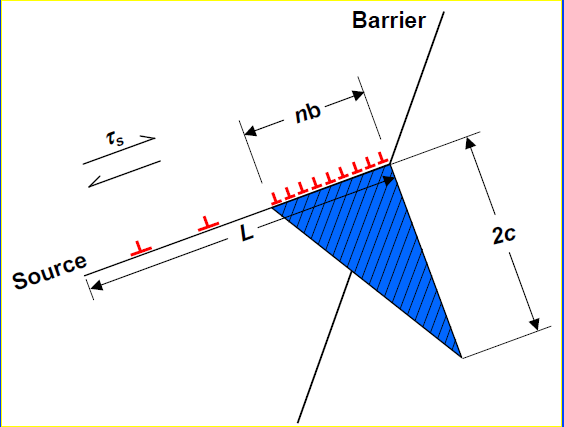 Barrier
nb
τs
L
2c
Source